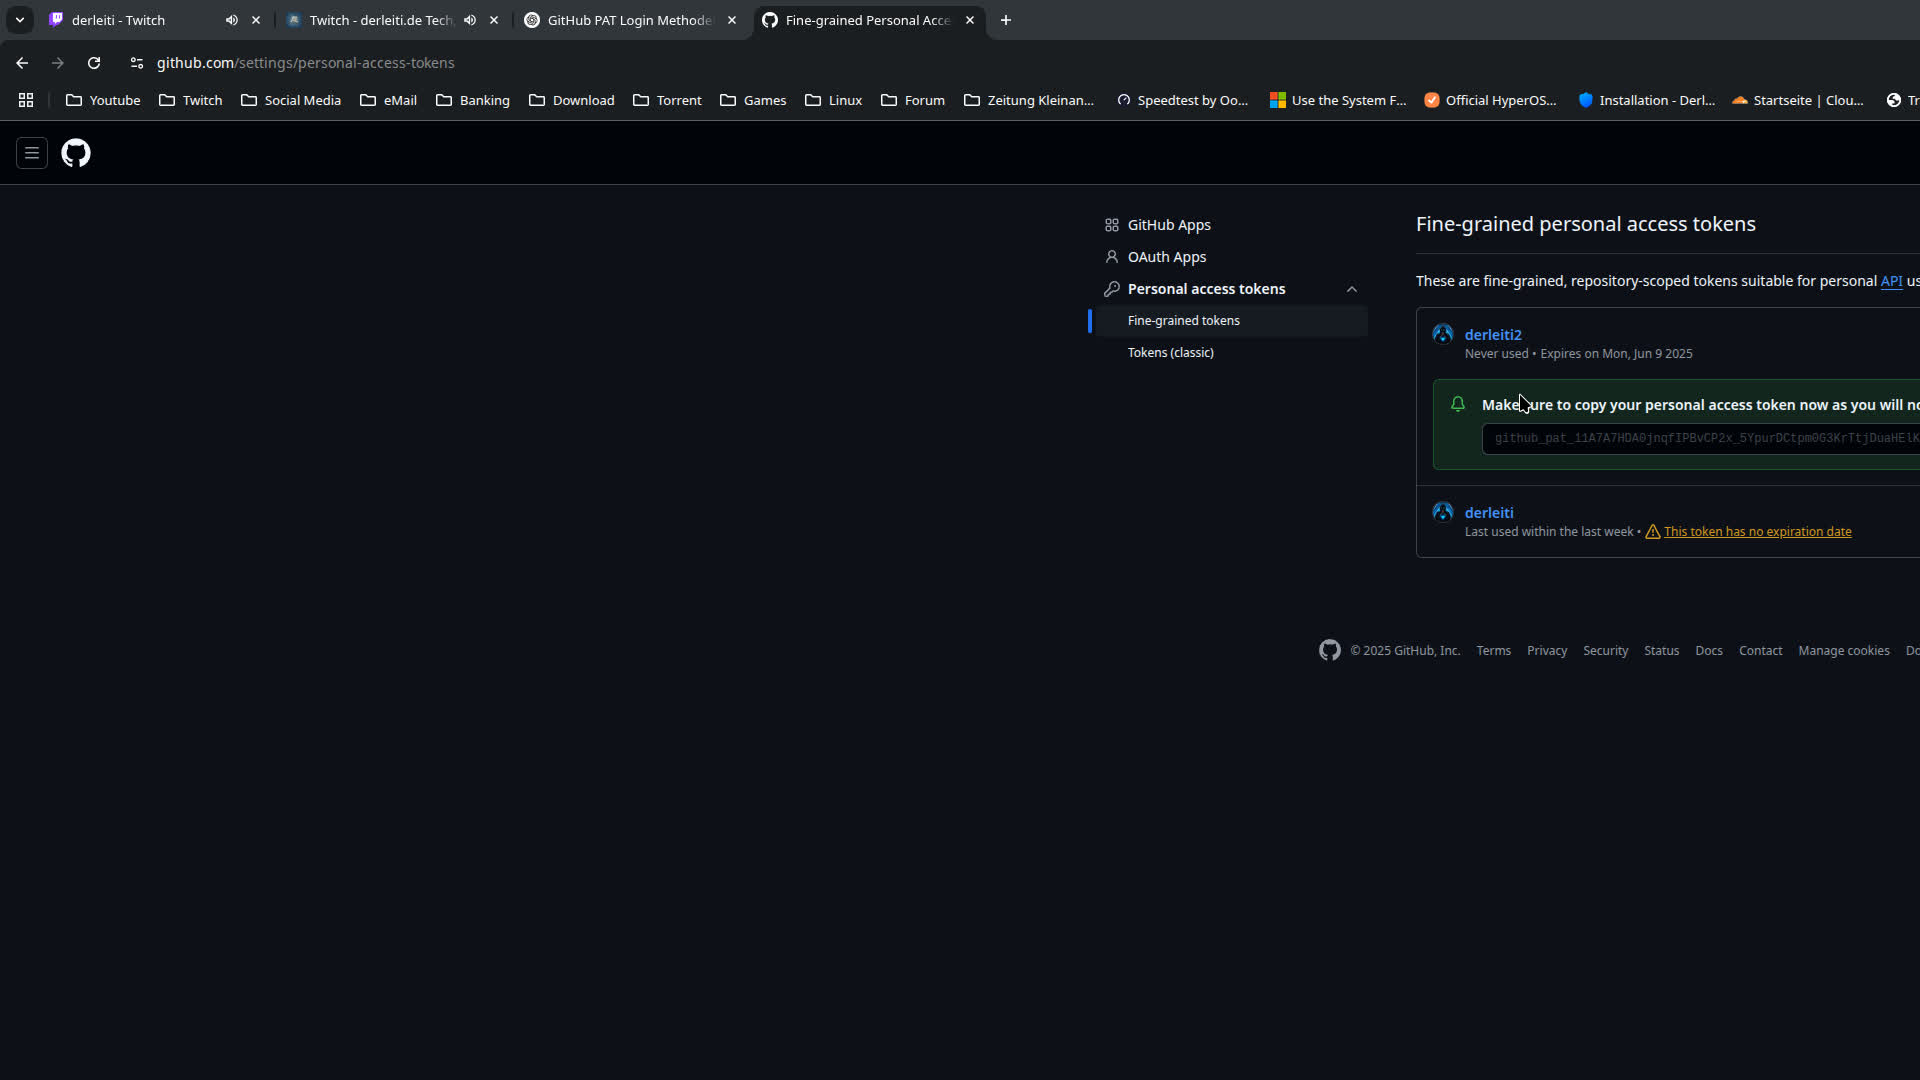 derleiti - Twitch
Twitch - derleiti.de Tech
GitHub PAT Login Methode
Fine-grained Personal Acce
github.com/settings/personal-access-tokens
Youtube
Twitch
Social Media
eMail
Banking
Download
Torrent
Games
Linux
Forum
Zeitung Kleinan...
Speedtest by Oo...
Use the System F...
Official HyperOS...
Installation - Derl...
Startseite | Clou...
Tr
GitHub Apps
OAuth Apps
Personal access tokens
Fine-grained tokens
Tokens (classic)
Fine-grained personal access tokens
These are fine-grained, repository-scoped tokens suitable for personal API us
derleiti2
Never used • Expires on Mon, Jun 9 2025
Make sure to copy your personal access token now as you will no
derleiti
Last used within the last week • This token has no expiration date
© 2025 GitHub, Inc.
Terms
Privacy
Security
Status
Docs
Contact
Manage cookies
Do